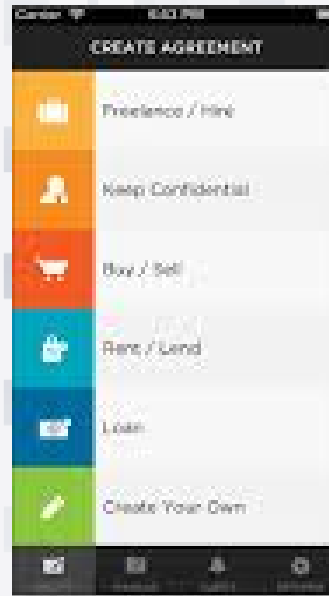 Carrier
CREATE AGREEMENT
Freelance / Hire
Keep Confidential
Buy / Sell
Rent / Lend
Loan
Create Your Own